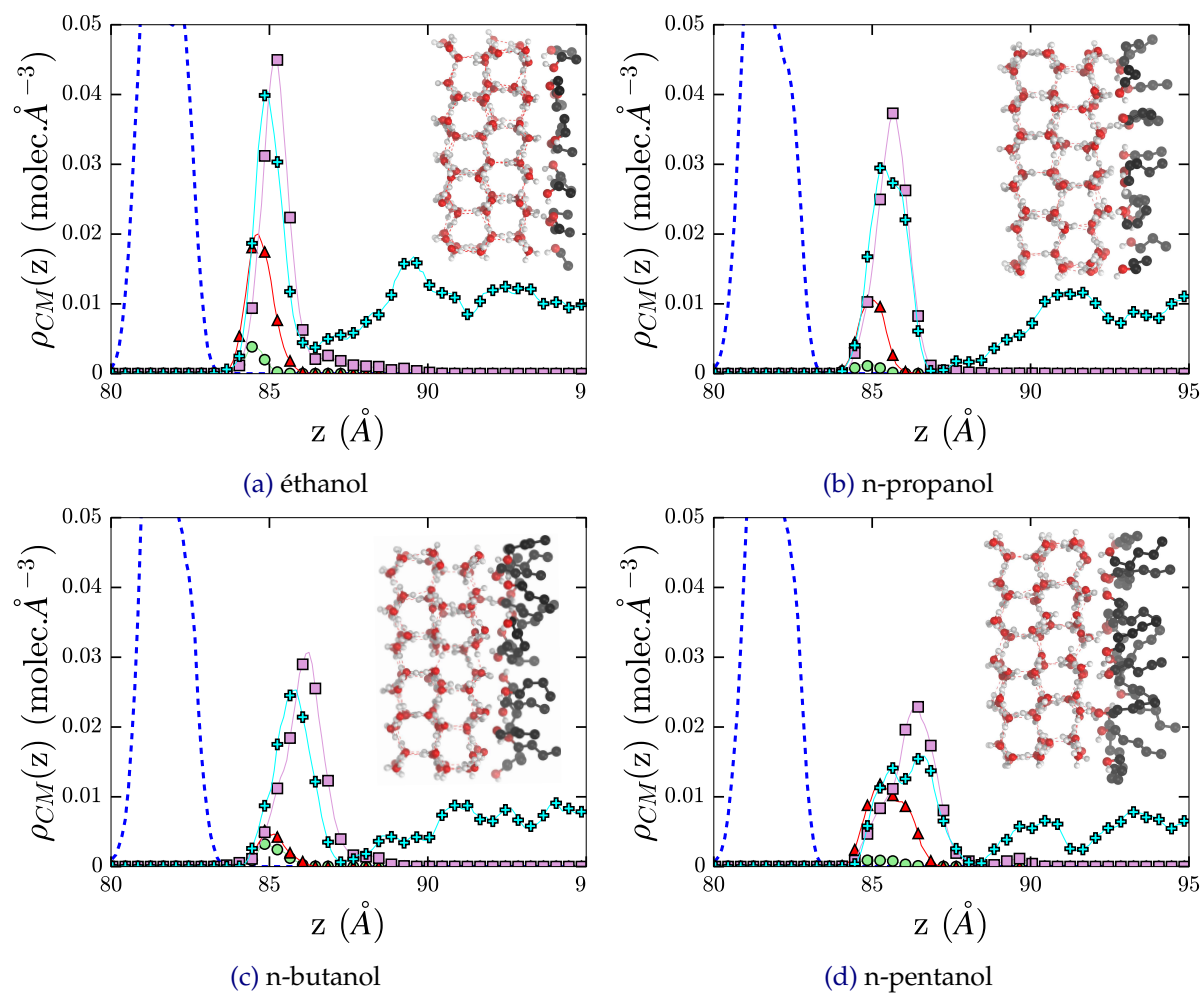 0.05
0.04
0.03
0.02
0.01
0
ρCM(z) (molec.Å−3)
80 85 90 9
z (Å)
(a) éthanol
0.05
0.04
0.03
0.02
0.01
0
ρCM(z) (molec.Å−3)
80 85 90 95
z (Å)
(b) n-propanol
0.05
0.04
0.03
0.02
0.01
0
ρCM(z) (molec.Å−3)
80 85 90 9
z (Å)
(c) n-butanol
0.05
0.04
0.03
0.02
0.01
0
ρCM(z) (molec.Å−3)
80 85 90 95
z (Å)
(d) n-pentanol